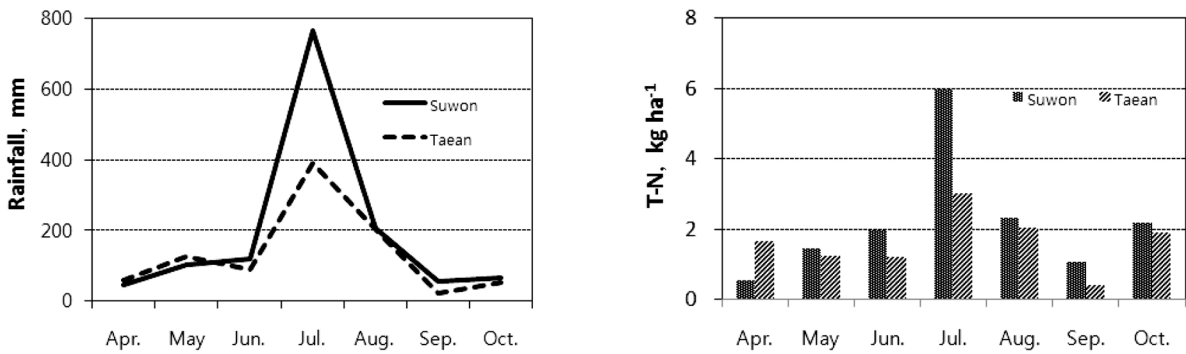 Rainfall, mm
800
600
400
200
0
Suwon
Taean
Apr. May Jun. Jul. Aug. Sep. Oct.
T-N, kg ha-1
8
6
4
2
0
Suwon Taean
Apr. May Jun. Jul. Aug. Sep. Oct.